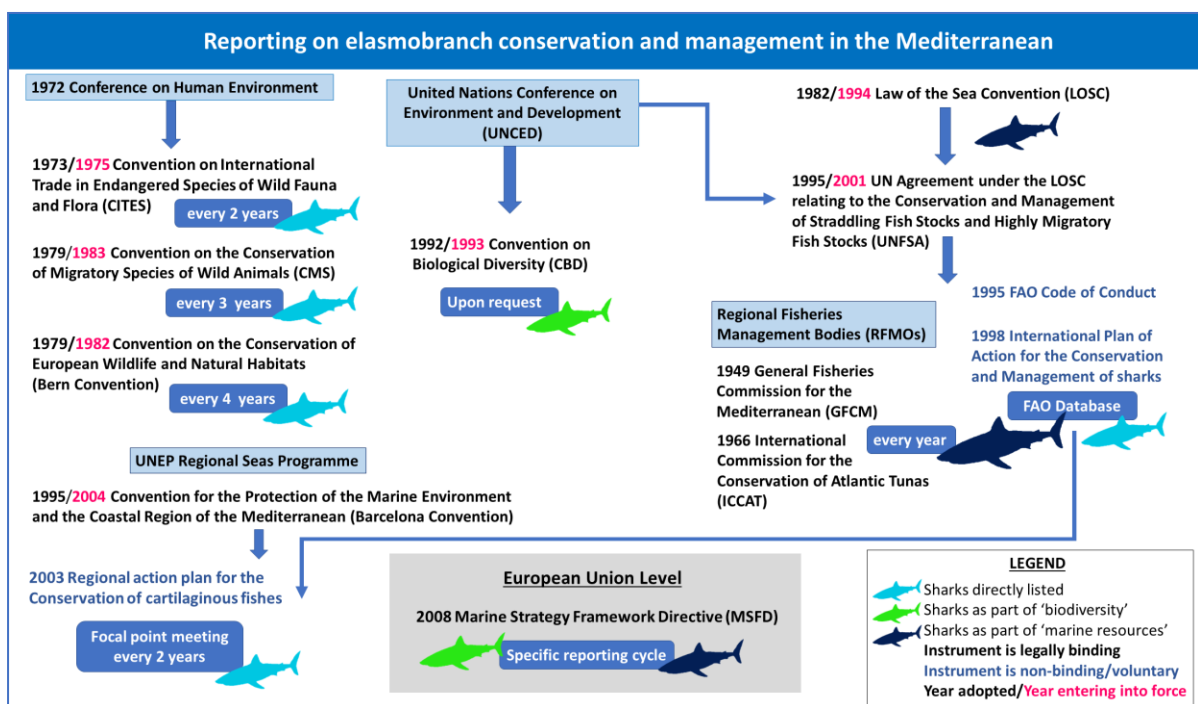 Reporting on elasmobranch conservation and management in the Mediterranean
1972 Conference on Human Environment
1973/1975 Convention on International
Trade in Endangered Species of Wild Fauna
and Flora (CITES)
every 2 years
1979/1983 Convention on the Conservation
of Migratory Species of Wild Animals (CMS)
every 3 years
1979/1982 Convention on the Conservation of
European Wildlife and Natural Habitats
(Bern Convention)
every 4 years
UNEP Regional Seas Programme
1995/2004 Convention for the Protection of the Marine Environment
and the Coastal Region of the Mediterranean (Barcelona Convention)
2003 Regional action plan for the
Conservation of cartilaginous fishes
Focal point meeting
every 2 years
United Nations Conference on
Environment and Development
(UNCED)
1992/1993 Convention on
Biological Diversity (CBD)
Upon request
1982/1994 Law of the Sea Convention (LOSC)
1995/2001 UN Agreement under the LOSC
relating to the Conservation and Management
of Straddling Fish Stocks and Highly Migratory
Fish Stocks (UNFSA)
Regional Fisheries
Management Bodies (RFMOs)
1949 General Fisheries
Commission for the
Mediterranean (GFCM)
every year
1966 International
Commission for the
Conservation of Atlantic Tunas
(ICCAT)
1995 FAO Code of Conduct
1998 International Plan of
Action for the Conservation
and Management of sharks
FAO Database
European Union Level
2008 Marine Strategy Framework Directive (MSFD)
Specific reporting cycle
LEGEND
Sharks directly listed
Sharks as part of ‘biodiversity’
Sharks as part of ‘marine resources’
Instrument is legally binding
Instrument is non-binding/voluntary
Year adopted/Year entering into force